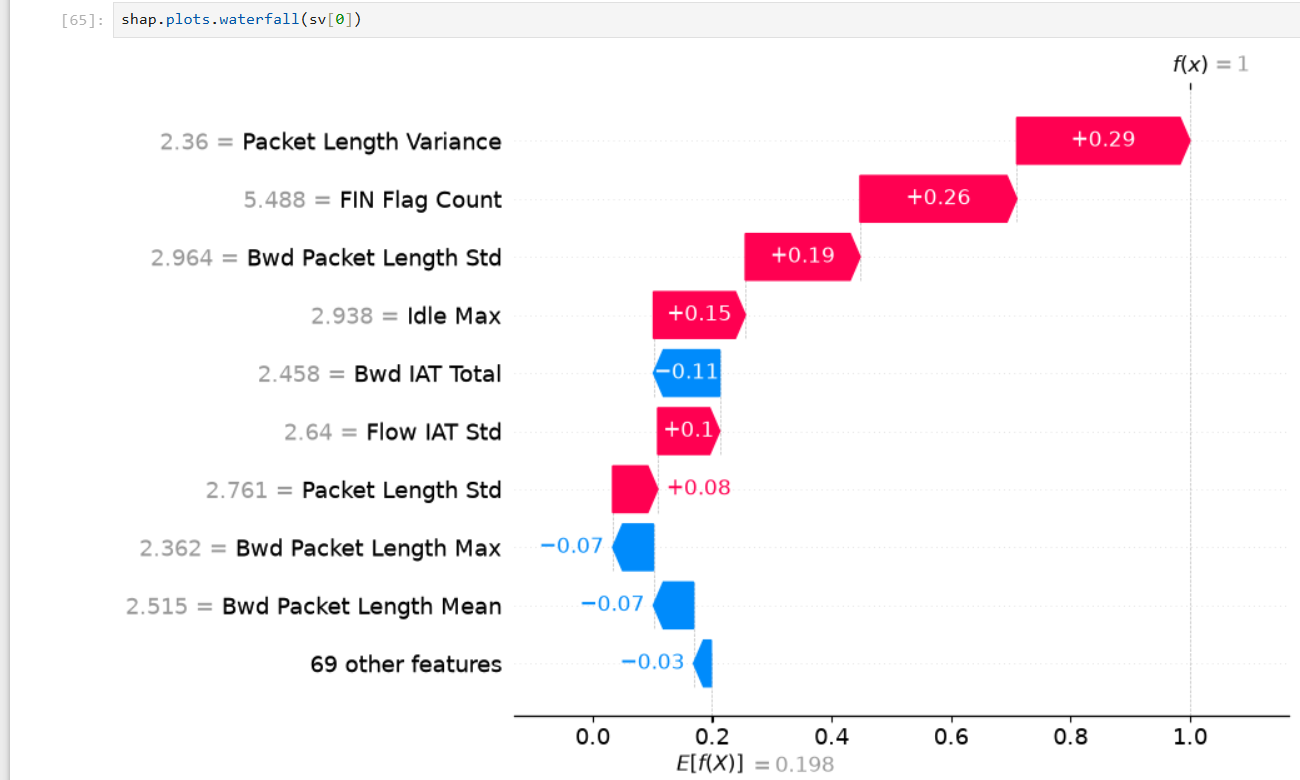 [65]: shap.plots.waterfall(sv[0])
f(x) = 1
2.36 = Packet Length Variance +0.29
5.488 = FIN Flag Count +0.26
2.964 = Bwd Packet Length Std +0.19
2.938 = Idle Max +0.15
2.458 = Bwd IAT Total −0.11
2.64 = Flow IAT Std +0.1
2.761 = Packet Length Std +0.08
2.362 = Bwd Packet Length Max −0.07
2.515 = Bwd Packet Length Mean −0.07
69 other features −0.03
0.0 0.2 0.4 0.6 0.8 1.0
E[f(X)] = 0.198